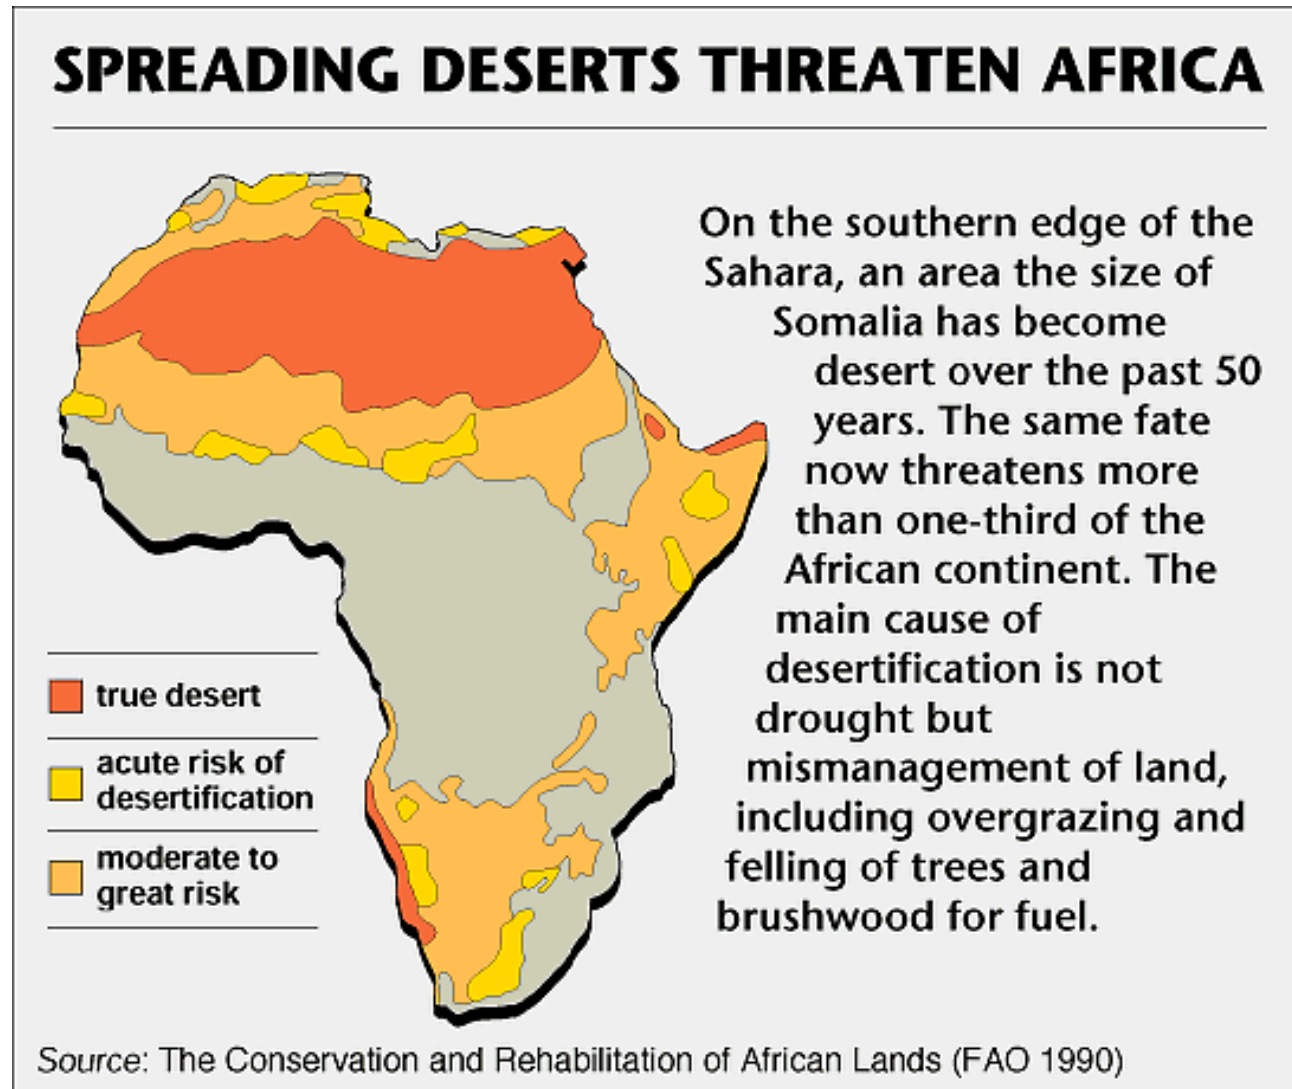 SPREADING DESERTS THREATEN AFRICA
On the southern edge of the
Sahara, an area the size of
Somalia has become
desert over the past 50
years. The same fate
now threatens more
than one-third of the
African continent. The
main cause of
desertification is not
drought but
mismanagement of land,
including overgrazing and
felling of trees and
brushwood for fuel.
true desert
acute risk of
desertification
moderate to
great risk
Source: The Conservation and Rehabilitation of African Lands (FAO 1990)